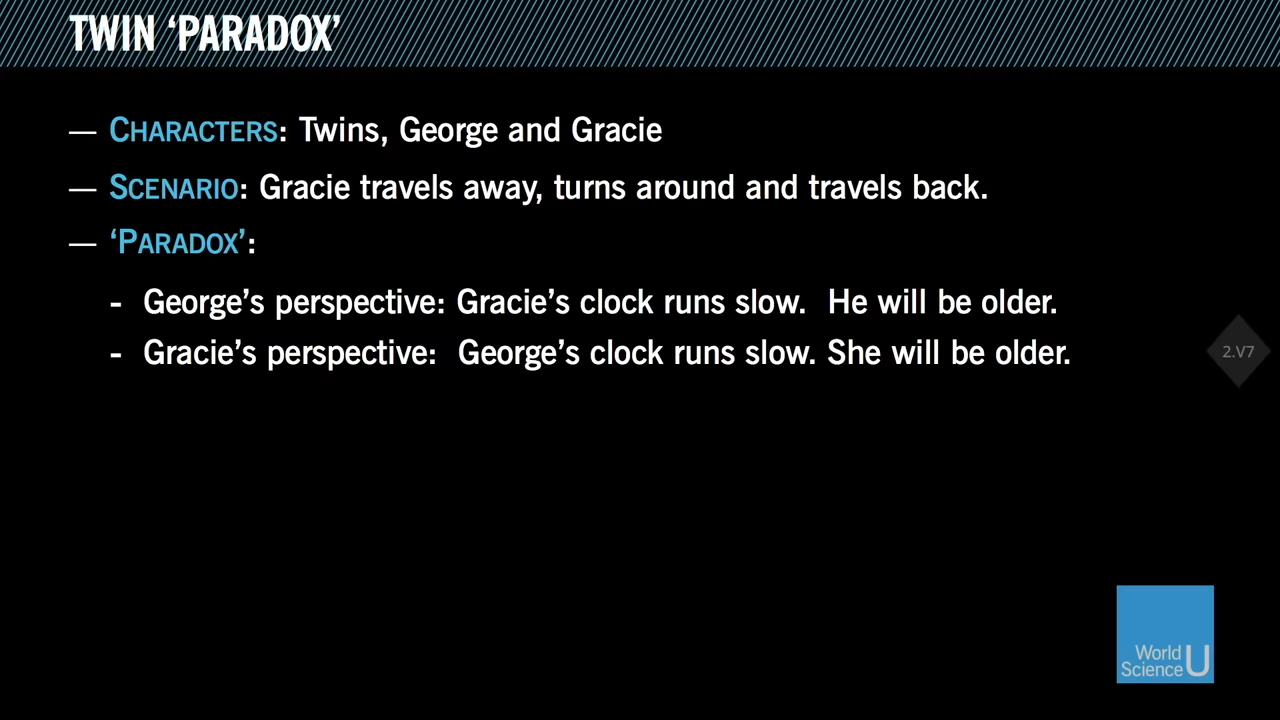 TWIN ‘PARADOX’
— CHARACTERS: Twins, George and Gracie
— SCENARIO: Gracie travels away, turns around and travels back.
— ‘PARADOX’:
- George’s perspective: Gracie’s clock runs slow. He will be older.
- Gracie’s perspective: George’s clock runs slow. She will be older.
2.V7
World
Science U